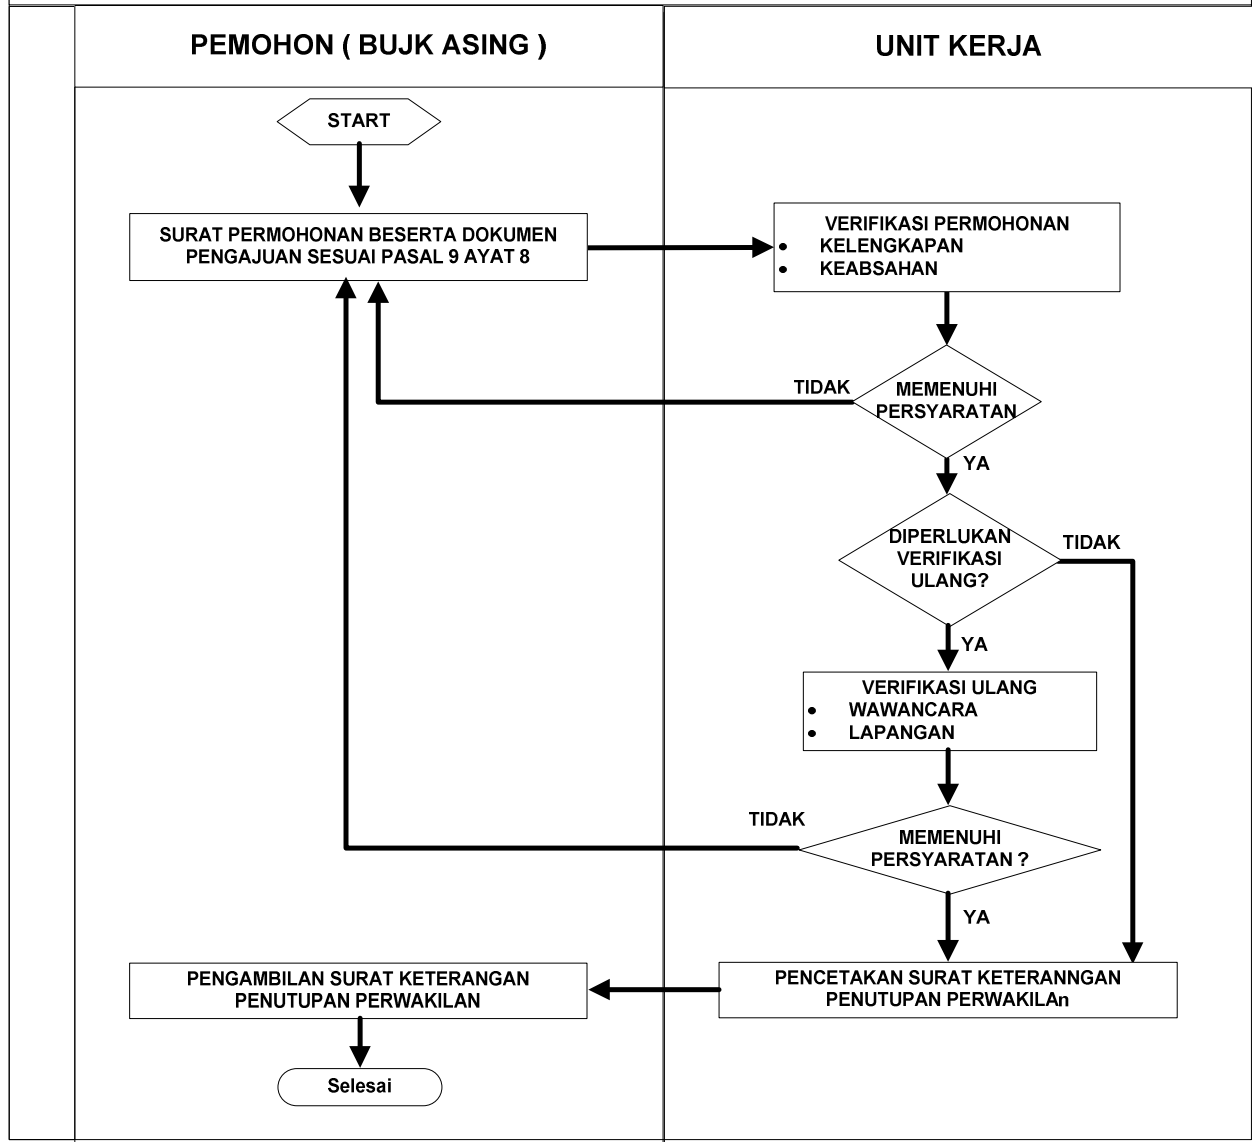 PEMOHON ( BUJK ASING )
UNIT KERJA
START
SURAT PERMOHONAN BESERTA DOKUMEN
PENGAJUAN SESUAI PASAL 9 AYAT 8
VERIFIKASI PERMOHONAN
• KELENGKAPAN
• KEABSAHAN
TIDAK
MEMENUHI
PERSYARATAN
YA
DIPERLUKAN
VERIFIKASI
ULANG?
TIDAK
YA
VERIFIKASI ULANG
• WAWANCARA
• LAPANGAN
TIDAK
MEMENUHI
PERSYARATAN ?
YA
PENCETAKAN SURAT KETERANNGAN
PENUTUPAN PERWAKILAn
PENGAMBILAN SURAT KETERANGAN
PENUTUPAN PERWAKILAN
Selesai